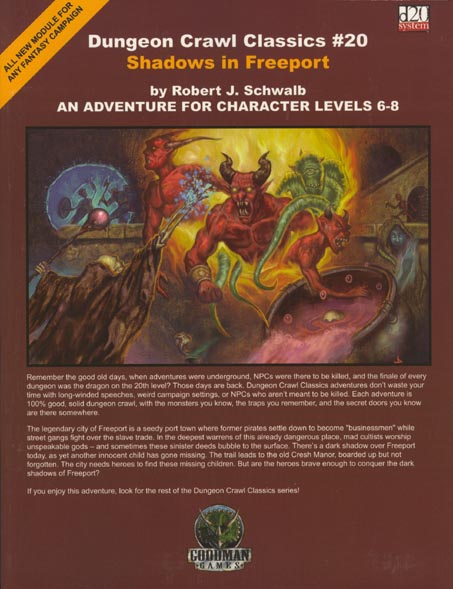 ALL NEW MODULE FOR
ANY FANTASY CAMPAIGN
d20
system
Dungeon Crawl Classics #20
Shadows in Freeport
by Robert J. Schwalb
AN ADVENTURE FOR CHARACTER LEVELS 6-8
Remember the good old days, when adventures were underground, NPCs were there to be killed, and the finale of every
dungeon was the dragon on the 20th level? Those days are back. Dungeon Crawl Classics adventures don't waste your
time with long-winded speeches, weird campaign settings, or NPCs who aren't meant to be killed. Each adventure is
100% good, solid dungeon crawl, with the monsters you know, the traps you remember, and the secret doors you know
are there somewhere.
The legendary city of Freeport is a seedy port town where former pirates settle down to become "businessmen" while
street gangs fight over the slave trade. In the deepest warrens of this already dangerous place, mad cultists worship
unspeakable gods – and sometimes these sinister deeds bubble to the surface. There's a dark shadow over Freeport
today, as yet another innocent child has gone missing. The trail leads to the old Cresh Manor, boarded up but not
forgotten. The city needs heroes to find these missing children. But are the heroes brave enough to conquer the dark
shadows of Freeport?
If you enjoy this adventure, look for the rest of the Dungeon Crawl Classics series!
GOODMAN
GAMES